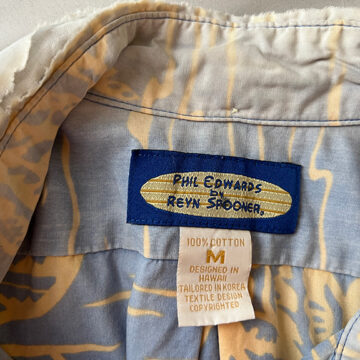 PHIL EDWARDS
BY
REYN SPOONER
100% COTTON
M
DESIGNED IN
HAWAII
TAILORED IN KOREA
TEXTILE DESIGN
COPYRIGHTED